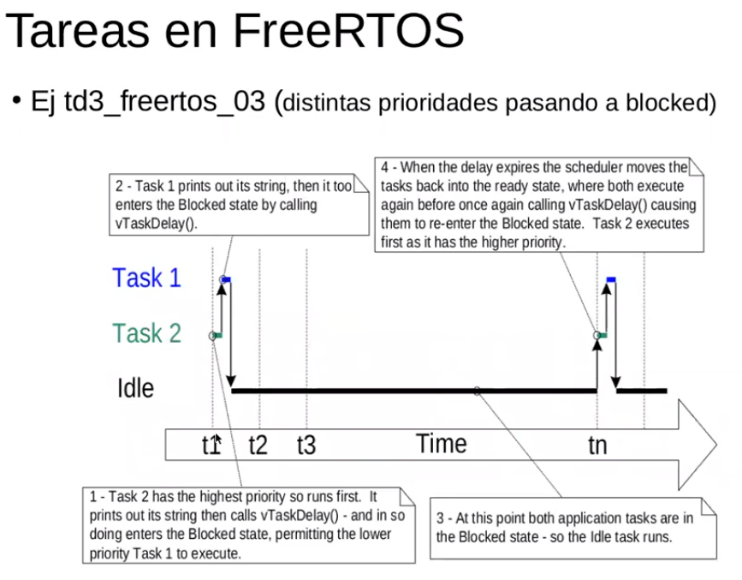 Tareas en FreeRTOS
• Ej td3_freertos_03 (distintas prioridades pasando a blocked)
2 - Task 1 prints out its string, then it too
enters the Blocked state by calling
vTaskDelay().
4 - When the delay expires the scheduler moves the
tasks back into the ready state, where both execute
again before once again calling vTaskDelay() causing
them to re-enter the Blocked state.  Task 2 executes
first as it has the higher priority.
Task 1
Task 2
Idle
t1 t2 t3 Time tn
1 - Task 2 has the highest priority so runs first.  It
prints out its string then calls vTaskDelay() - and in so
doing enters the Blocked state, permitting the lower
priority Task 1 to execute.
3 - At this point both application tasks are in
the Blocked state - so the Idle task runs.